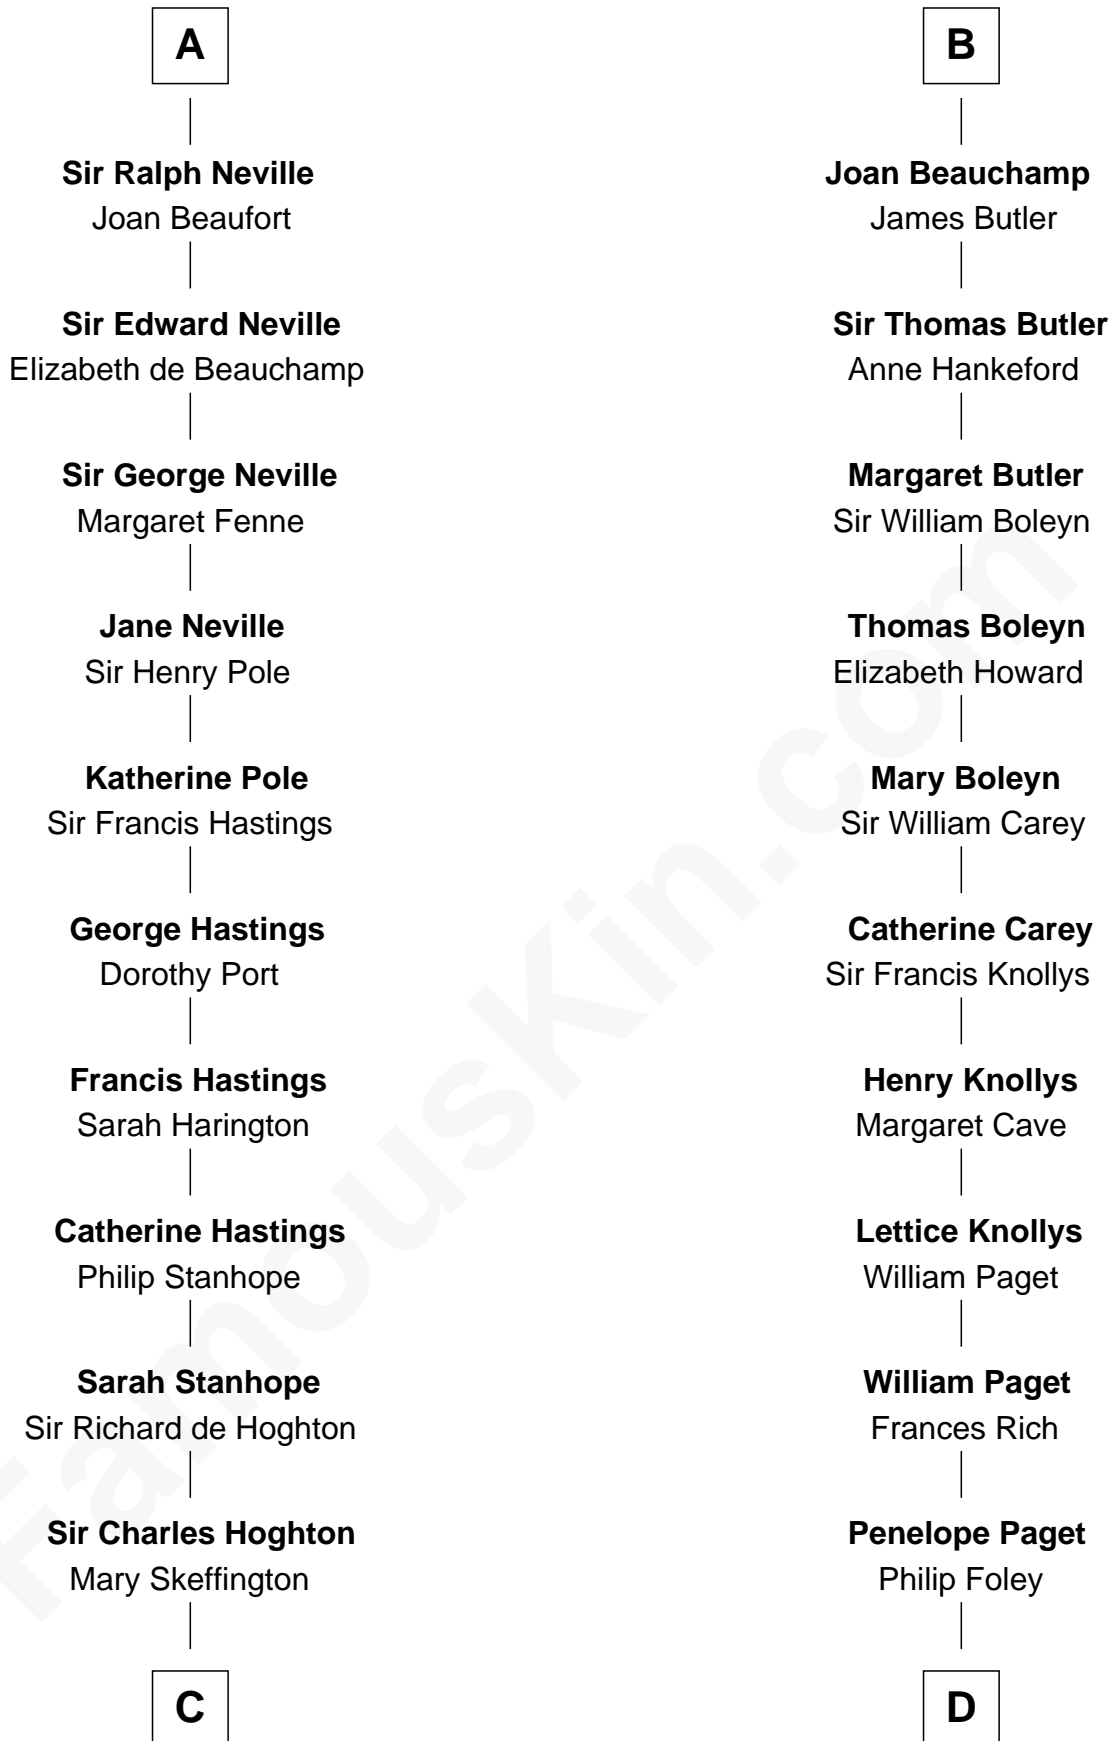 A
Sir Ralph Neville
Joan Beaufort
Sir Edward Neville
Elizabeth de Beauchamp
Sir George Neville
Margaret Fenne
Jane Neville
Sir Henry Pole
Katherine Pole
Sir Francis Hastings
George Hastings
Dorothy Port
Francis Hastings
Sarah Harington
Catherine Hastings
Philip Stanhope
Sarah Stanhope
Sir Richard de Hoghton
Sir Charles Hoghton
Mary Skeffington
C
B
Joan Beauchamp
James Butler
Sir Thomas Butler
Anne Hankeford
Margaret Butler
Sir William Boleyn
Thomas Boleyn
Elizabeth Howard
Mary Boleyn
Sir William Carey
Catherine Carey
Sir Francis Knollys
Henry Knollys
Margaret Cave
Lettice Knollys
William Paget
William Paget
Frances Rich
Penelope Paget
Philip Foley
D
FamousKin.com